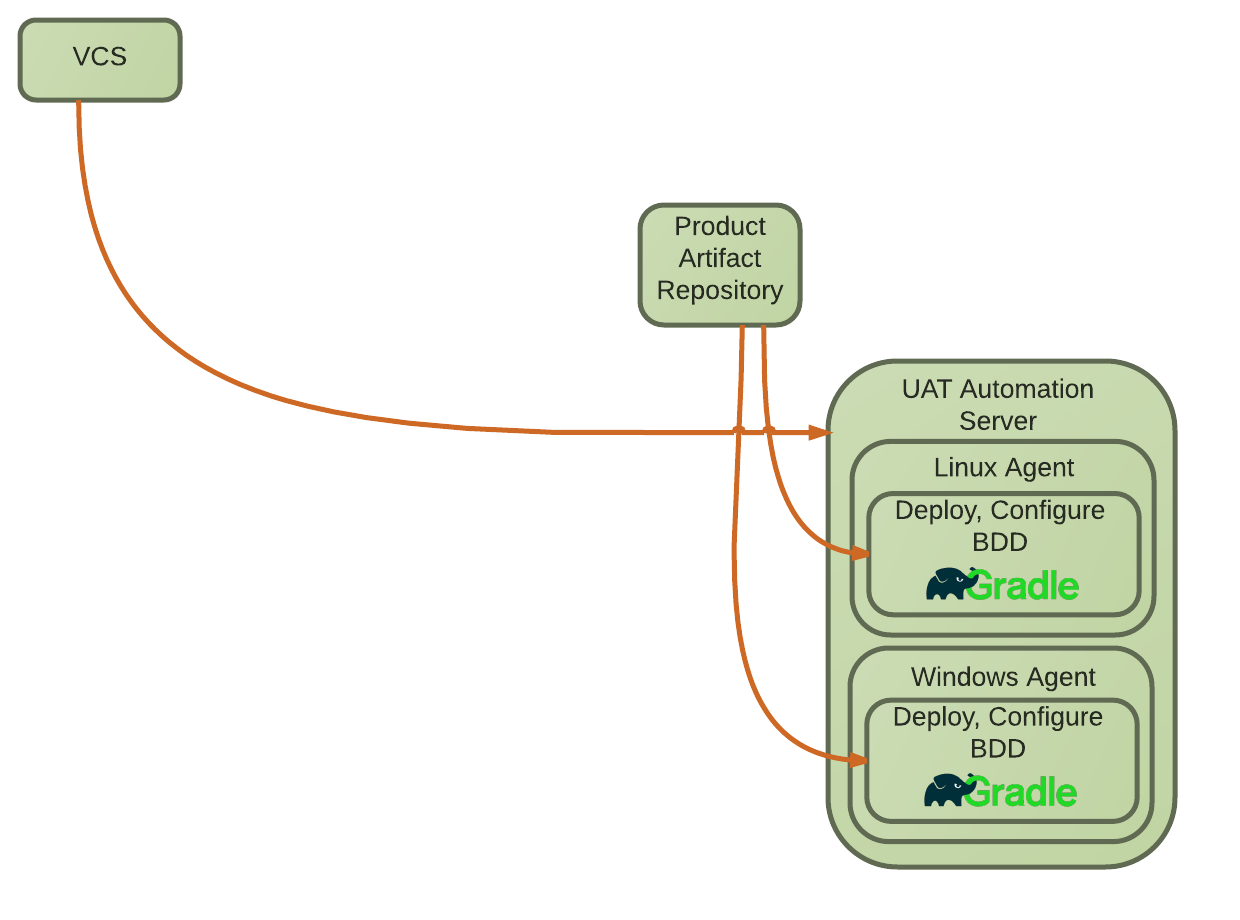 VCS
Product
Artifact
Repository
UAT Automation
Server
Linux Agent
Deploy, Configure
BDD
Gradle
Windows Agent
Deploy, Configure
BDD
Gradle